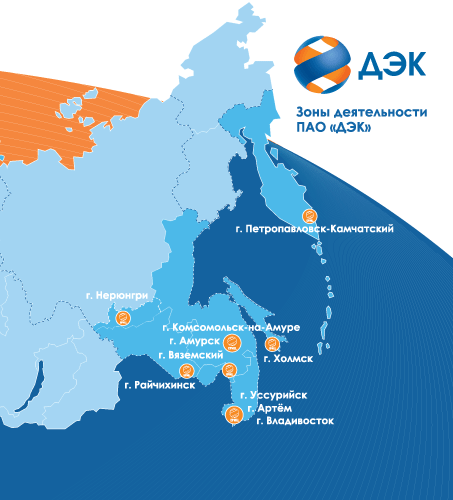 ДЭК
Зоны деятельности
ПАО «ДЭК»
г. Петропавловск-Камчатский
г. Нерюнгри
г. Комсомольск-на-Амуре
г. Амурск
г. Вяземский
г. Холмск
г. Райчихинск
г. Уссурийск
г. Артём
г. Владивосток